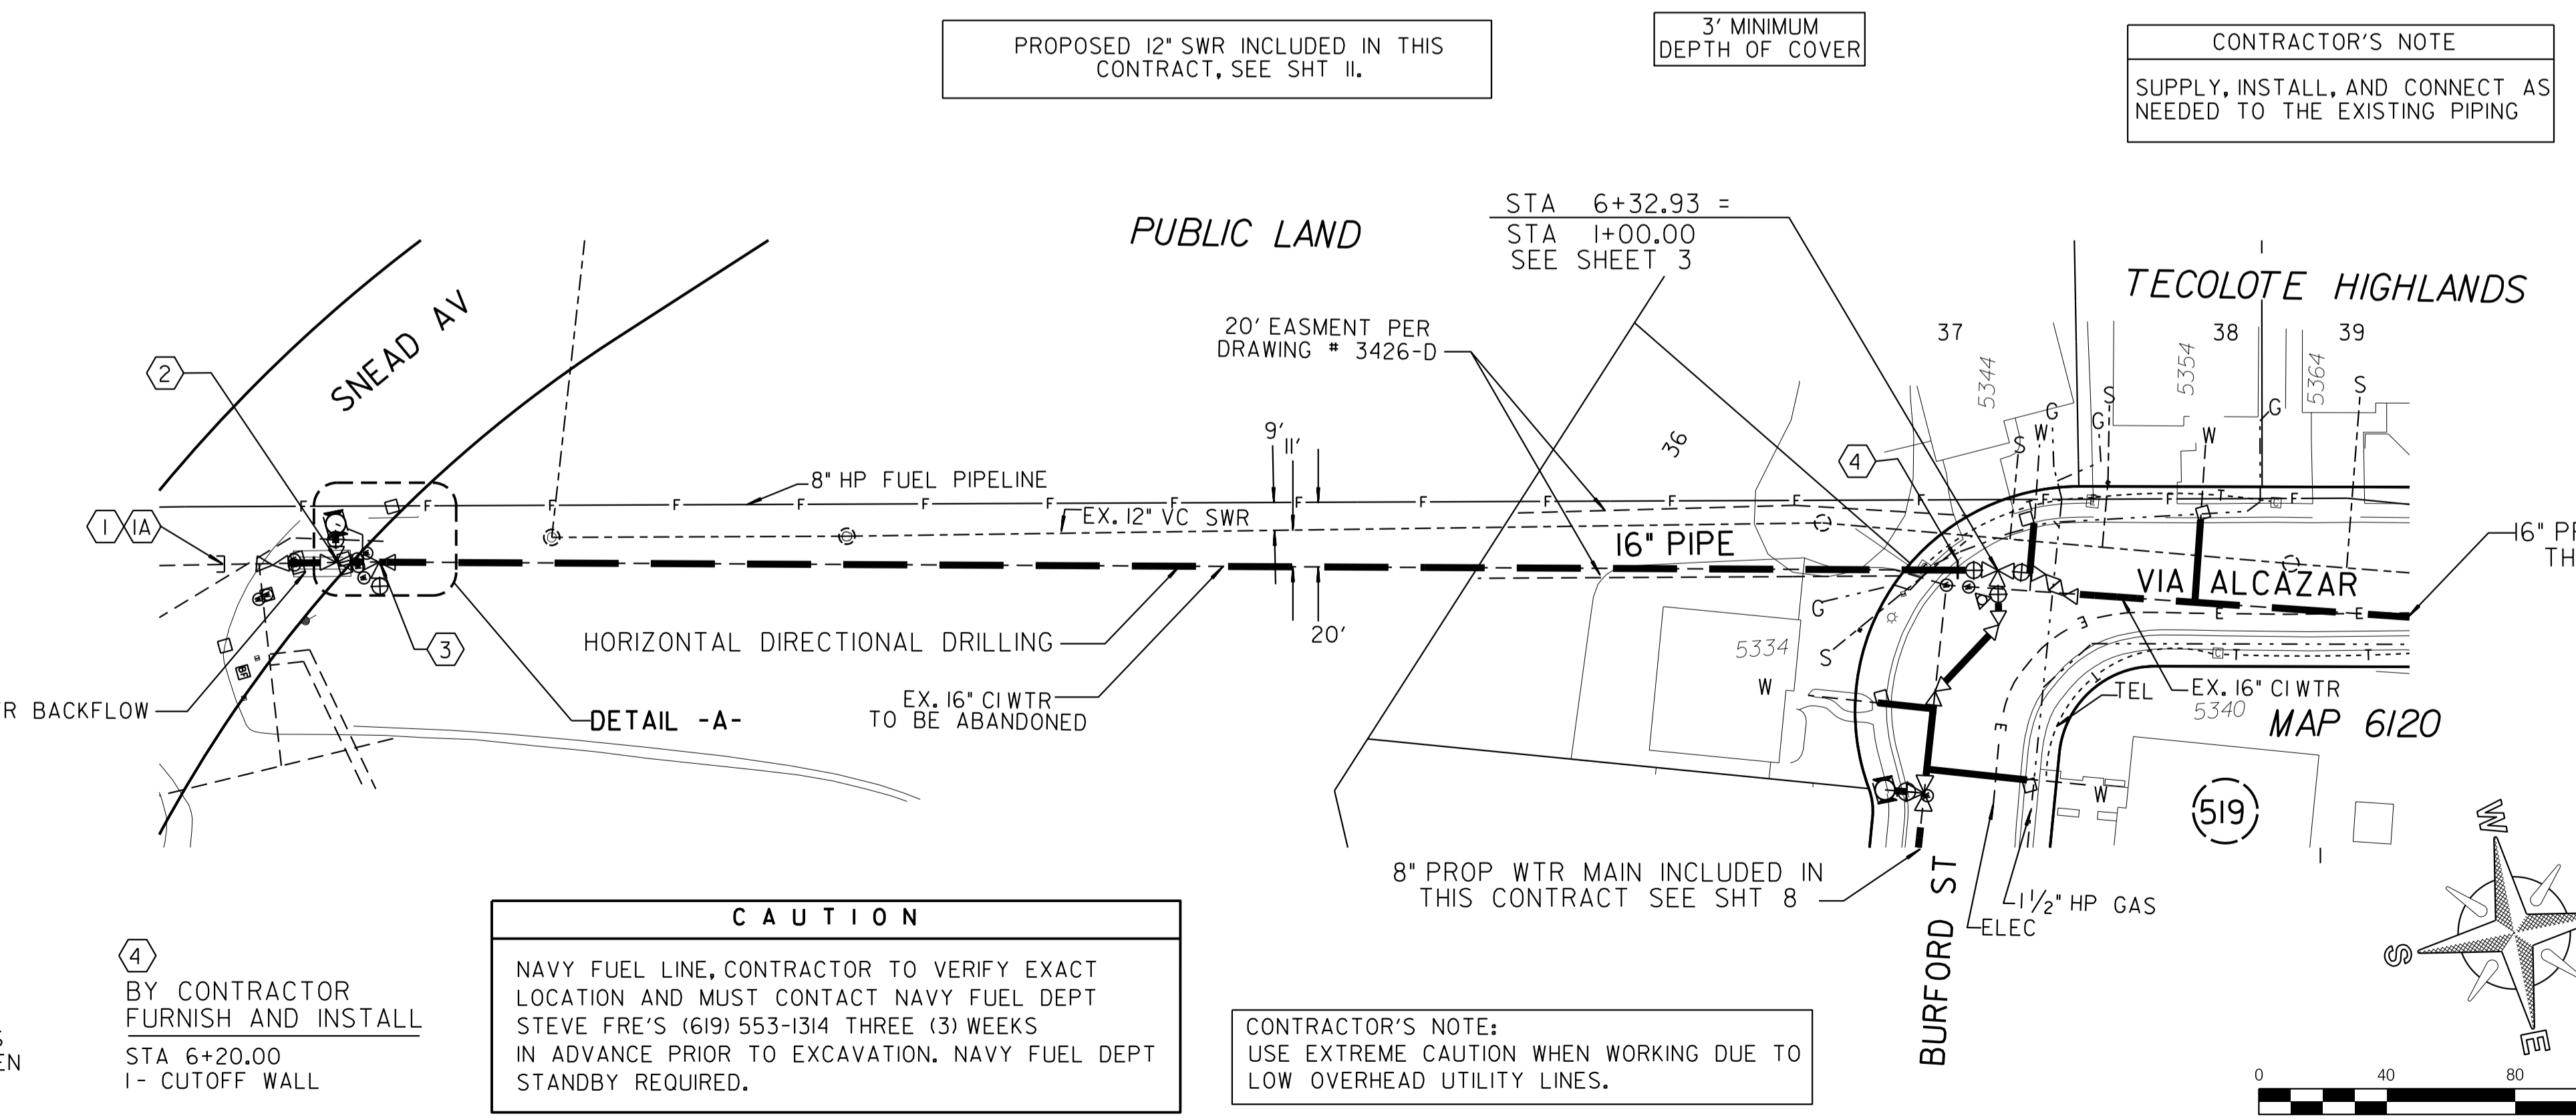 PROPOSED 12" SWR INCLUDED IN THIS
CONTRACT, SEE SHT 11.
3' MINIMUM
DEPTH OF COVER
CONTRACTOR'S NOTE
SUPPLY, INSTALL, AND CONNECT AS
NEEDED TO THE EXISTING PIPING
PUBLIC LAND
STA 6+32.93 =
STA 1+00.00
SEE SHEET 3
TECOLOTE HIGHLANDS
SNEAD AV
20' EASMENT PER
DRAWING # 3426-D
37
38
39
5344
5354
5364
36
2
4
9'
11'
8" HP FUEL PIPELINE
F F F F F F F F F F F F F F F F F
S W G G S W G S
1 1A
EX. 12" VC SWR
16" PIPE
16" PR
TH
VIA ALCAZAR
T
E E E
HORIZONTAL DIRECTIONAL DRILLING
20'
3
G
S
5334
W
R BACKFLOW
DETAIL -A-
EX. 16" CI WTR
TO BE ABANDONED
BF
TEL
T T T
C
EX. 16" CI WTR
5340
MAP 6120
E
W
519
8" PROP WTR MAIN INCLUDED IN
THIS CONTRACT SEE SHT 8
BURFORD ST
1 1/2" HP GAS
ELEC
W
S
E
4
BY CONTRACTOR
FURNISH AND INSTALL
STA 6+20.00
1- CUTOFF WALL
S
EN
CAUTION
NAVY FUEL LINE, CONTRACTOR TO VERIFY EXACT
LOCATION AND MUST CONTACT NAVY FUEL DEPT
STEVE FRE'S (619) 553-1314 THREE (3) WEEKS
IN ADVANCE PRIOR TO EXCAVATION. NAVY FUEL DEPT
STANDBY REQUIRED.
CONTRACTOR'S NOTE:
USE EXTREME CAUTION WHEN WORKING DUE TO
LOW OVERHEAD UTILITY LINES.
0 40 80